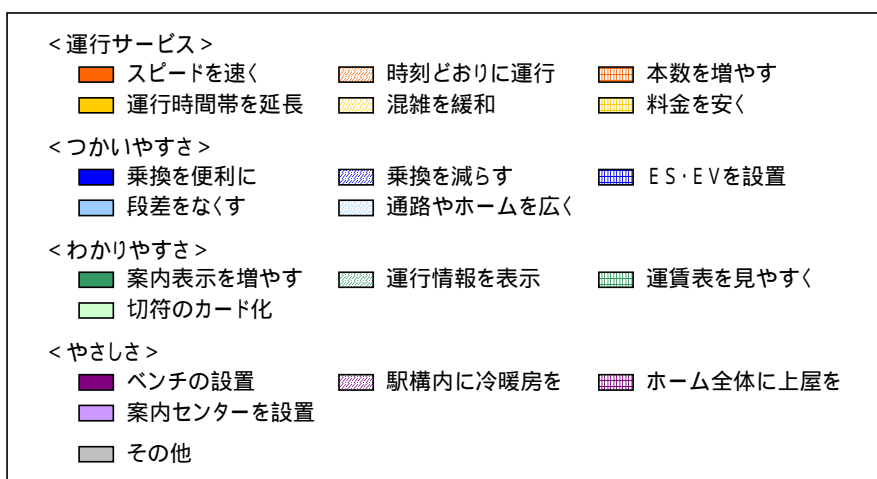 <運行サービス>
スピードを速く 時刻どおりに運行 本数を増やす
運行時間帯を延長 混雑を緩和 料金を安く
<つかいやすさ>
乗換を便利に 乗換を減らす ES・EVを設置
段差をなくす 通路やホームを広く
<わかりやすさ>
案内表示を増やす 運行情報を表示 運賃表を見やすく
切符のカード化
<やさしさ>
ベンチの設置 駅構内に冷暖房を ホーム全体に上屋を
案内センターを設置
その他